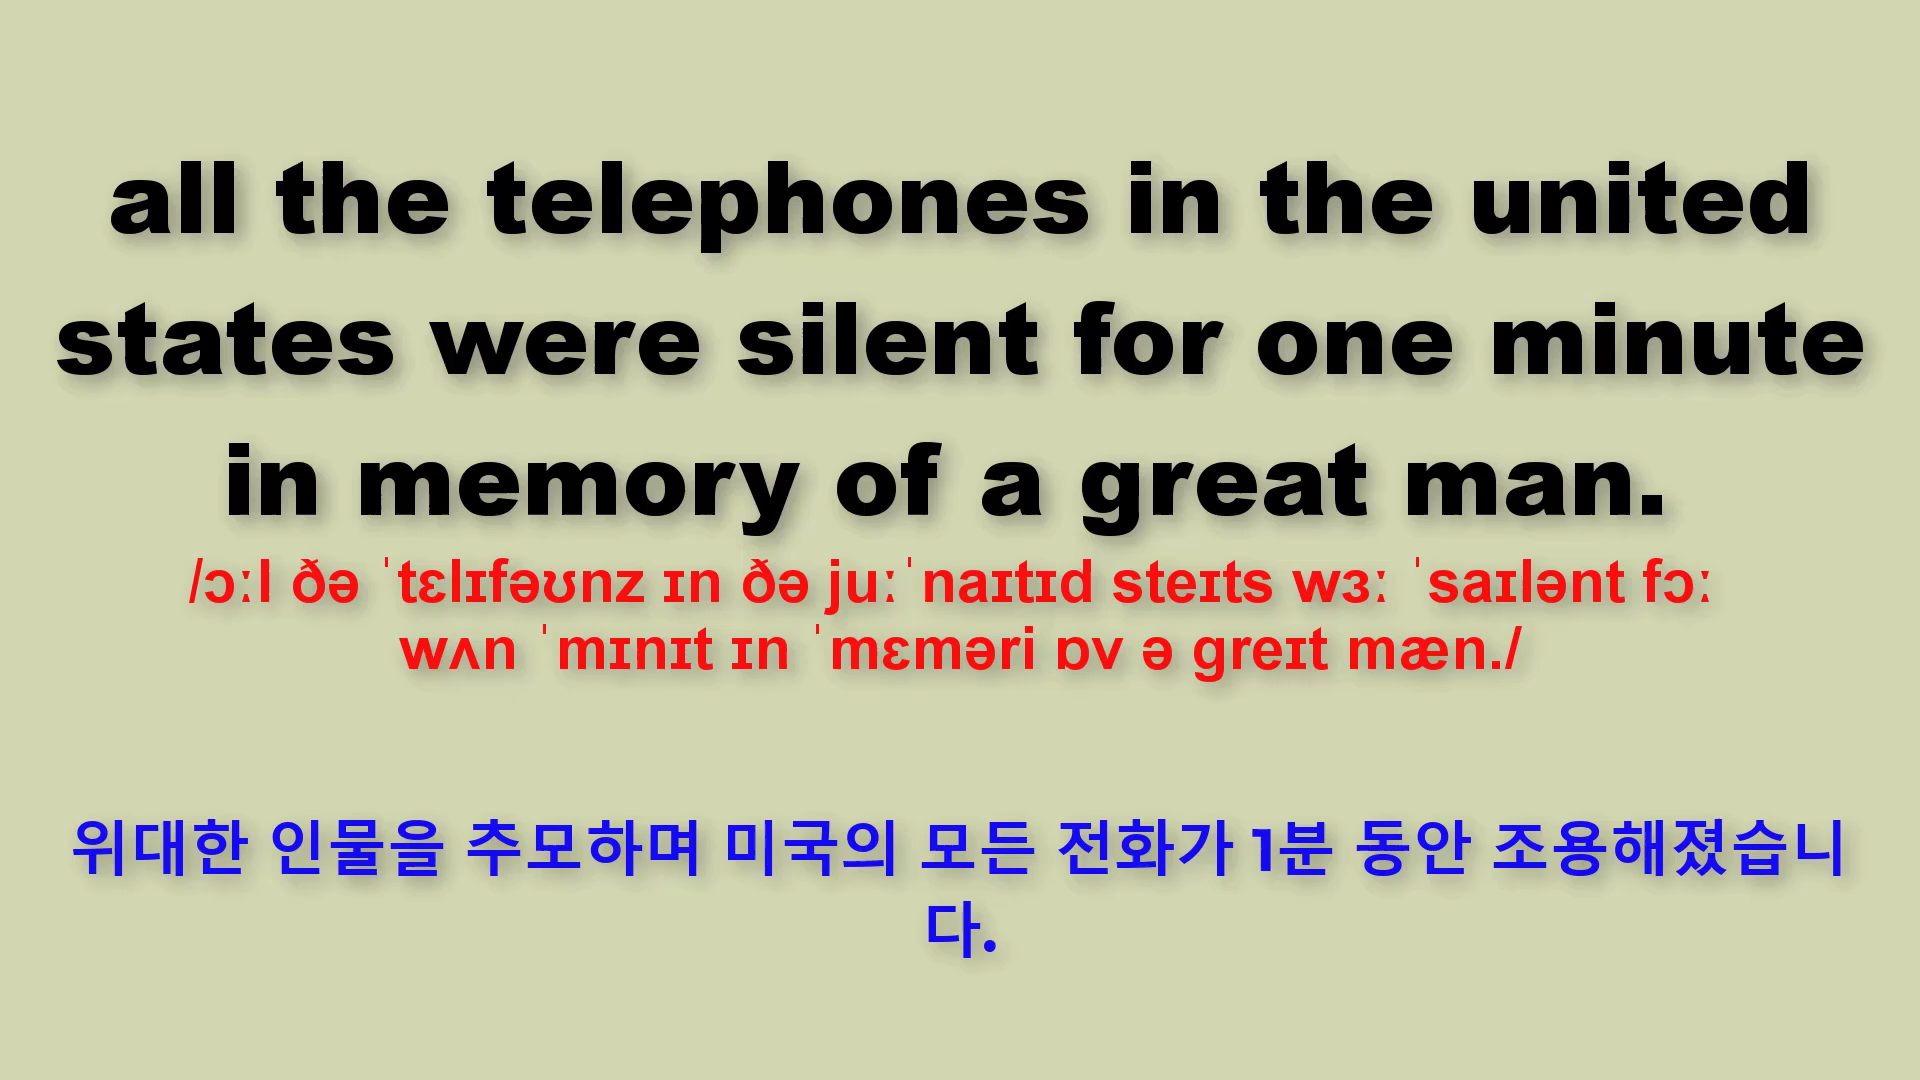 all the telephones in the united
states were silent for one minute
in memory of a great man.
/ɔːl ðə ˈtɛlɪfəʊnz ɪn ðə juːˈnaɪtɪd steɪts wɜː ˈsaɪlənt fɔː
wʌn ˈmɪnɪt ɪn ˈmɛməri ɒv ə greɪt mæn./
위대한 인물을 추모하며 미국의 모든 전화가 1분 동안 조용해졌습니
다.